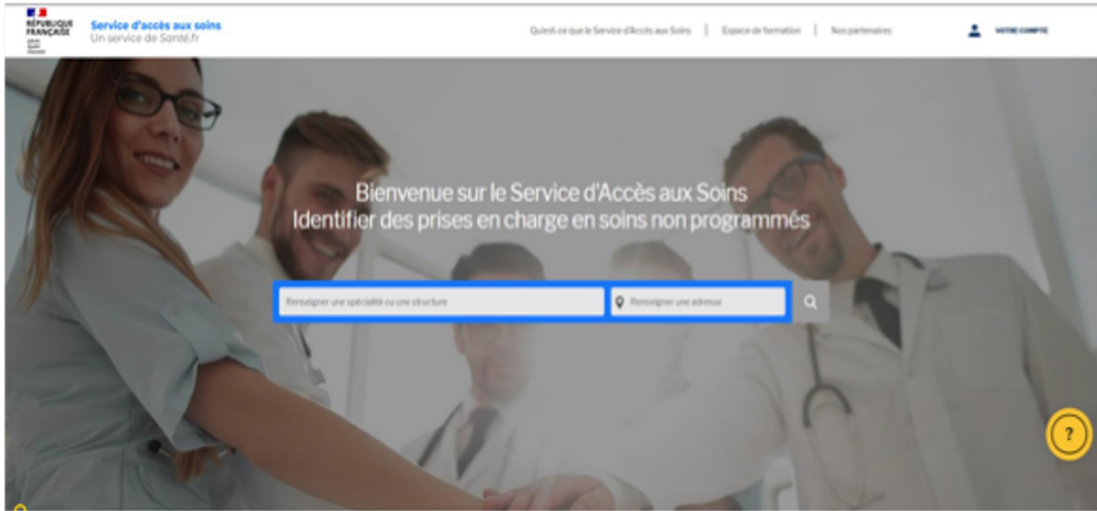 RÉPUBLIQUE
FRANÇAISE
Service d'accès aux soins
Un service de Santé.fr
Qu'est-ce que le Service d'Accès aux Soins | Espace de formation | Nos partenaires
VOTRE COMPTE
Bienvenue sur le Service d'Accès aux Soins
Identifier des prises en charge en soins non programmés
Renseigner une spécialité ou une structure
Renseigner une adresse
?